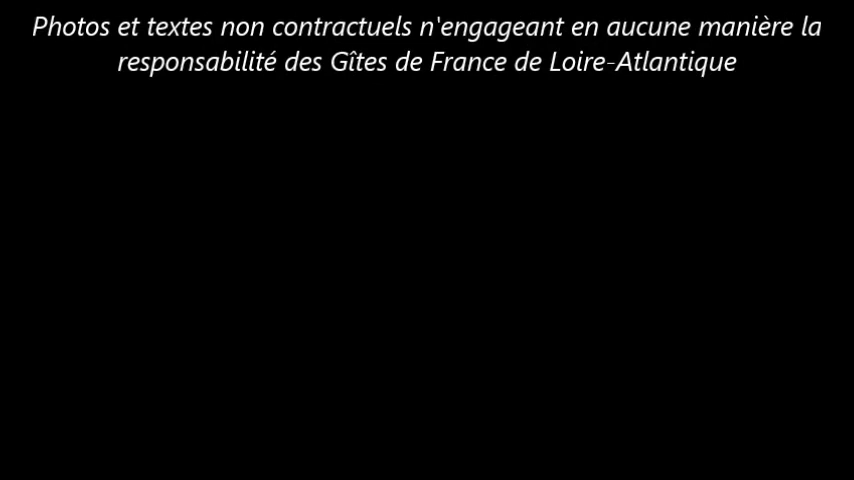 Photos et textes non contractuels n'engageant en aucune manière la
responsabilité des Gîtes de France de Loire-Atlantique